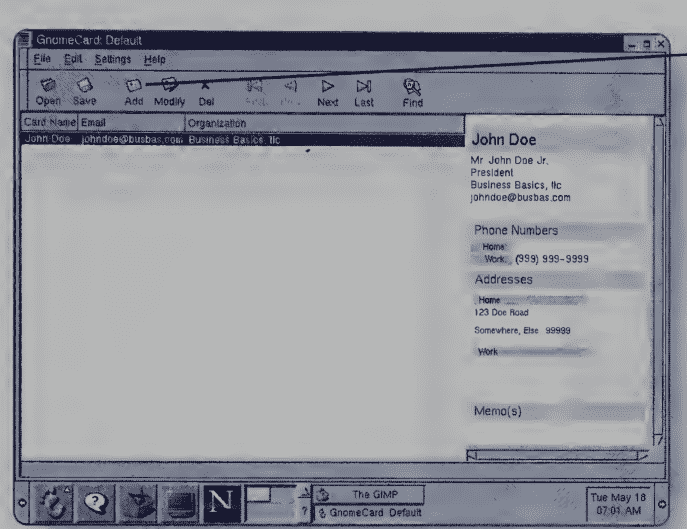 GnomeCard: Default
File Edit Settings Help
Open Save Add Modify Del Next Last Find
Card Name Email Organization
John Doe johndoe@busbas.com Business Basics, llc
John Doe
Mr John Doe Jr.
President
Business Basics, llc
johndoe@busbas.com
Phone Numbers
Home
Work (999) 999-9999
Addresses
Home
123 Doe Road
Somewhere, Else 99999
Work
Memo(s)
The GIMP
GnomeCard Default
Tue May 18
07:01 AM
N
?
?